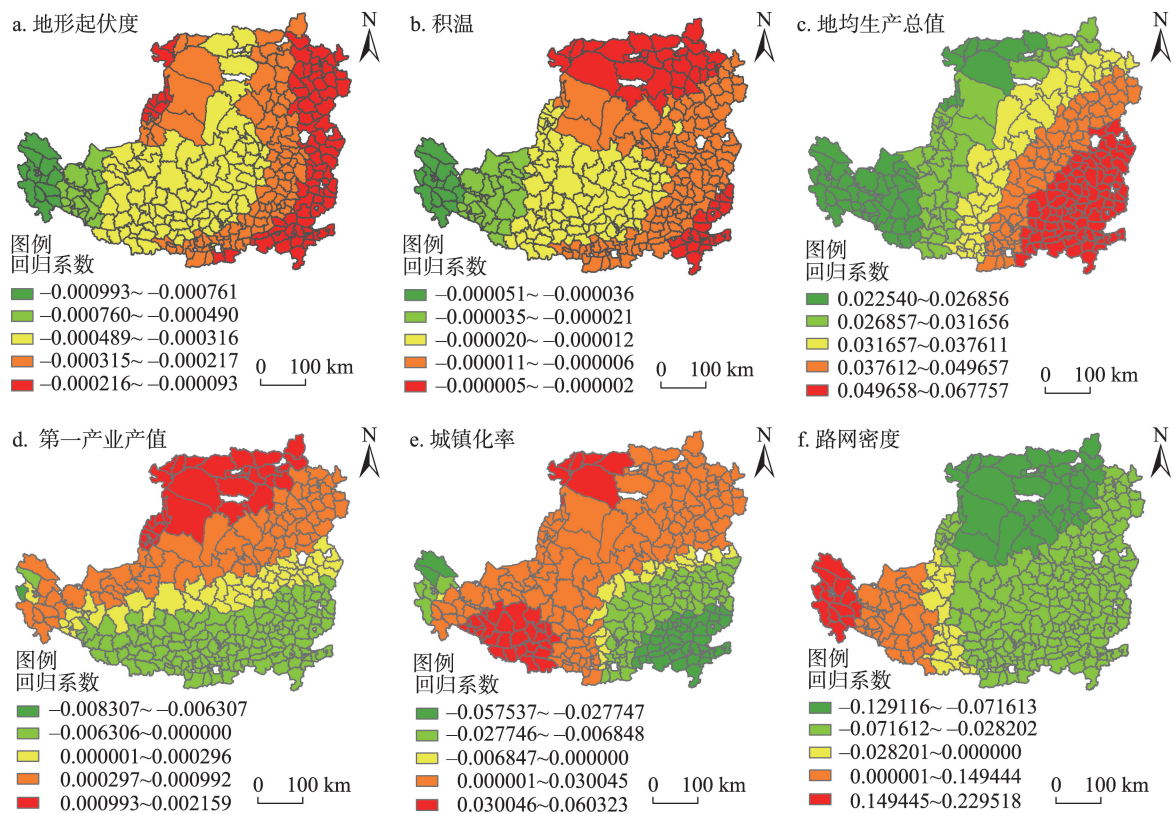 a. 地形起伏度
N
图例
回归系数
–0.000993~ –0.000761
–0.000760~ –0.000490
–0.000489~ –0.000316
–0.000315~ –0.000217
–0.000216~ –0.000093
0 100 km
b. 积温
N
图例
回归系数
–0.000051~ –0.000036
–0.000035~ –0.000021
–0.000020~ –0.000012
–0.000011~ –0.000006
–0.000005~ –0.000002
0 100 km
c. 地均生产总值
N
图例
回归系数
0.022540~0.026856
0.026857~0.031656
0.031657~0.037611
0.037612~0.049657
0.049658~0.067757
0 100 km
d. 第一产业产值
N
图例
回归系数
–0.008307~ –0.006307
–0.006306~0.000000
0.000001~0.000296
0.000297~0.000992
0.000993~0.002159
0 100 km
e. 城镇化率
N
图例
回归系数
–0.057537~ –0.027747
–0.027746~ –0.006848
–0.006847~0.000000
0.000001~0.030045
0.030046~0.060323
0 100 km
f. 路网密度
N
图例
回归系数
–0.129116~ –0.071613
–0.071612~ –0.028202
–0.028201~0.000000
0.000001~0.149444
0.149445~0.229518
0 100 km